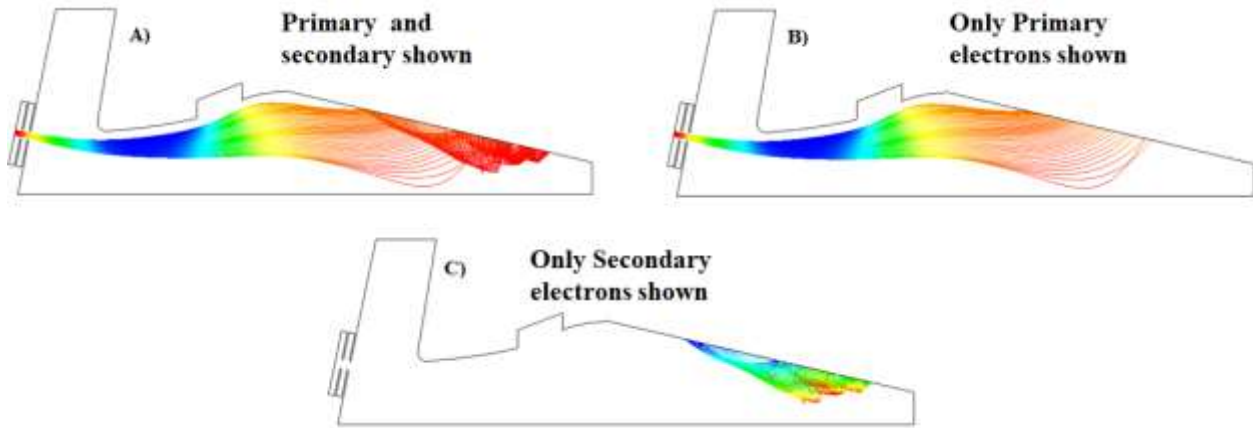 A)
Primary and
secondary shown
B)
Only Primary
electrons shown
C)
Only Secondary
electrons shown